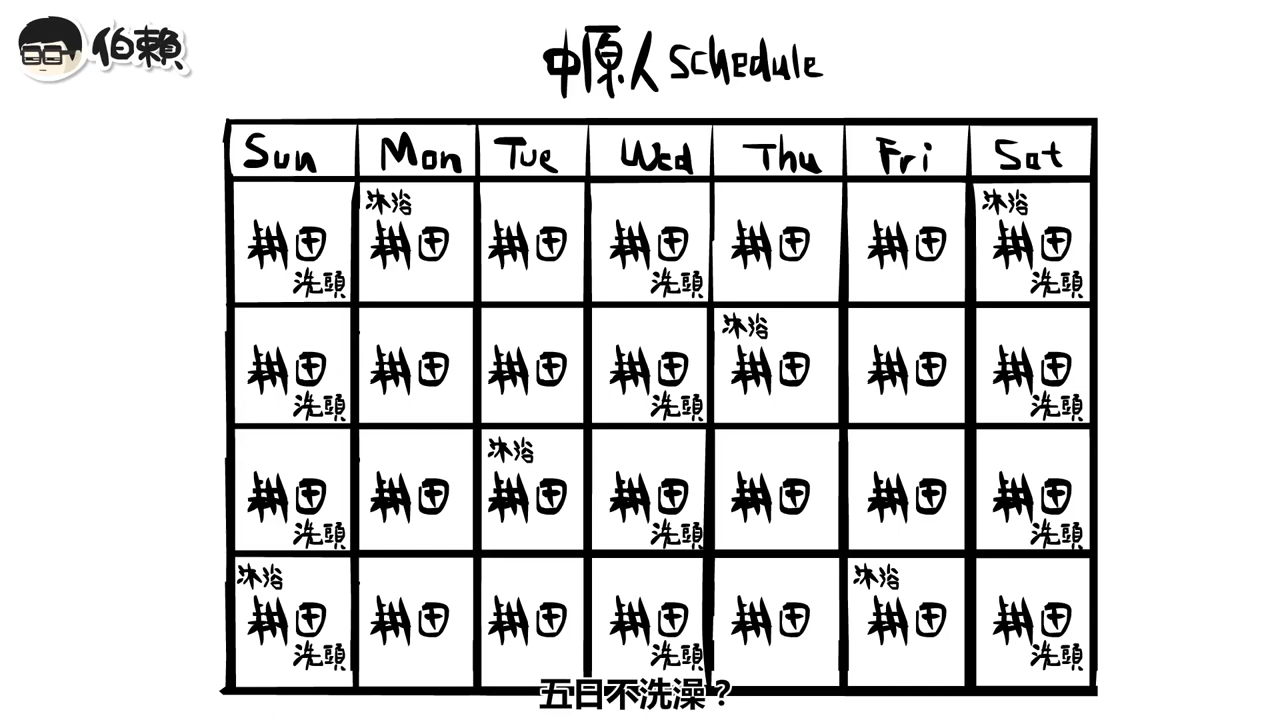 伯賴
中原人 Schedule
Sun Mon Tue Wed Thu Fri Sat
沐浴 沐浴
耕田 耕田 耕田 耕田 耕田 耕田 耕田
洗頭 洗頭 洗頭
沐浴
耕田 耕田 耕田 耕田 耕田 耕田 耕田
洗頭 洗頭 洗頭
沐浴
耕田 耕田 耕田 耕田 耕田 耕田 耕田
洗頭 洗頭 洗頭
沐浴 沐浴
耕田 耕田 耕田 耕田 耕田 耕田 耕田
洗頭 洗頭 洗頭
五日不洗澡？